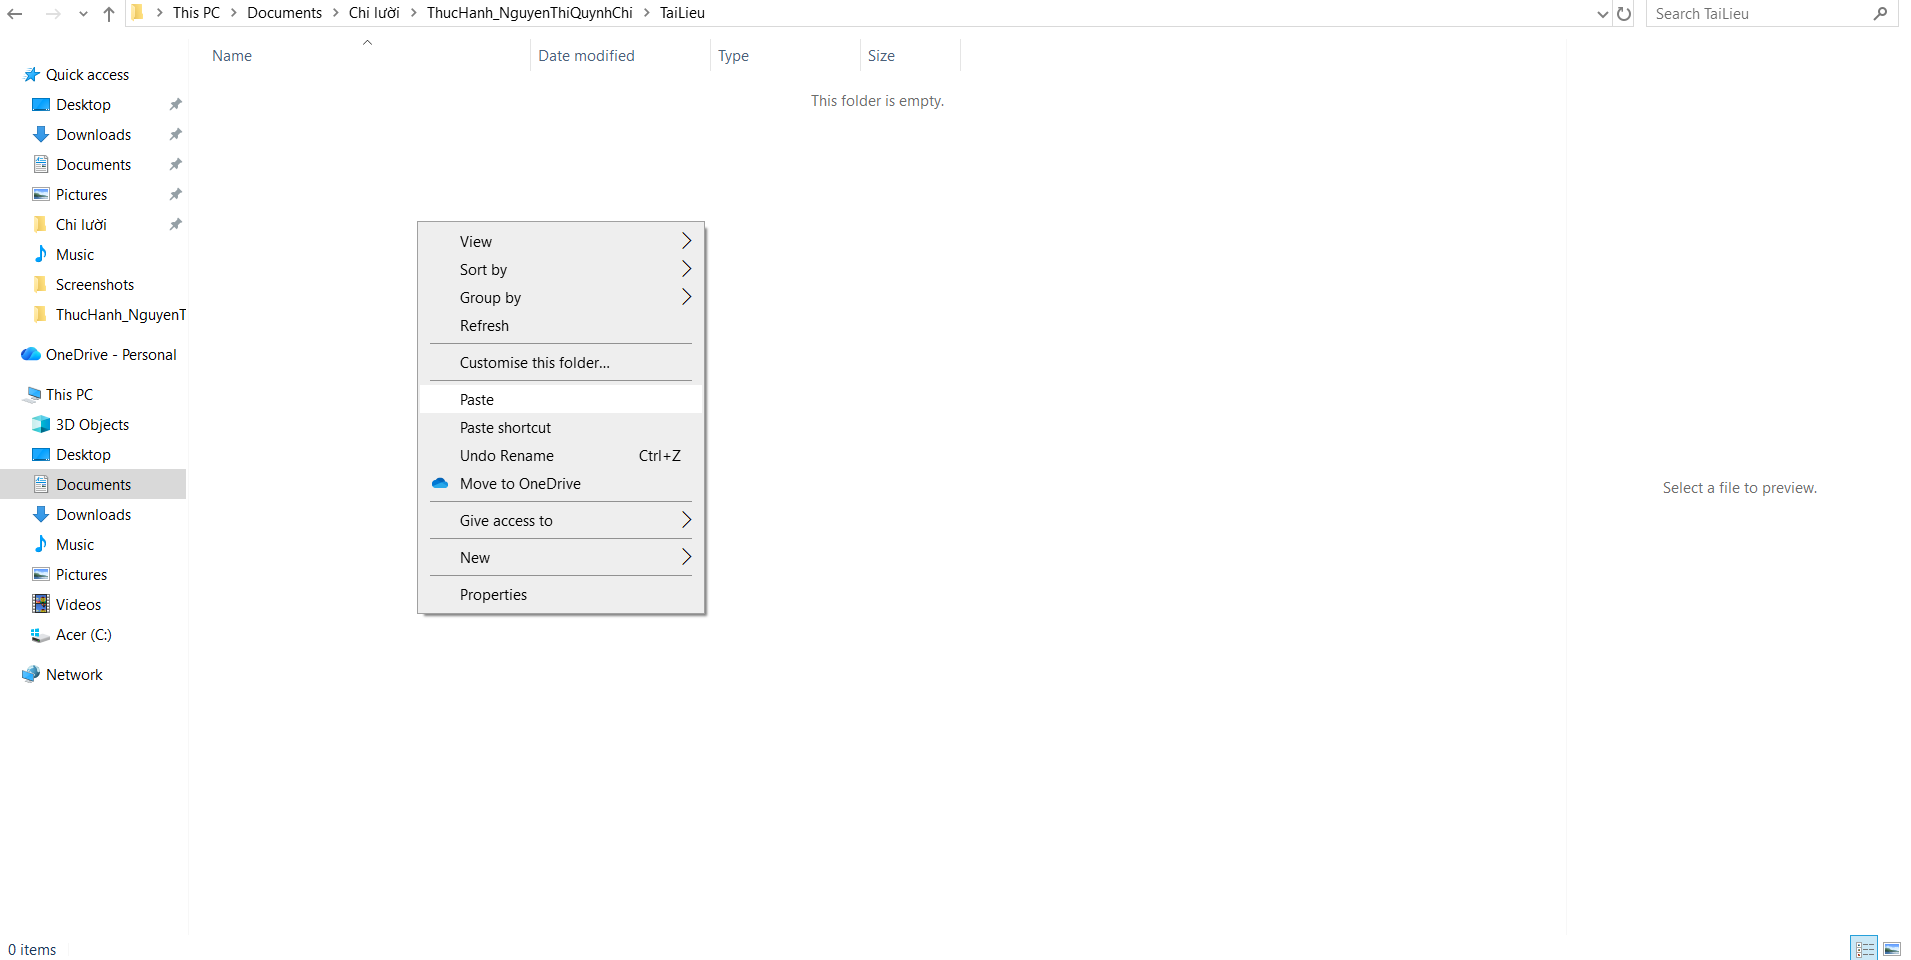 This PC > Documents > Chi lười > ThucHanh_NguyenThiQuynhChi > TaiLieu
Search TaiLieu
Name
Date modified
Type
Size
This folder is empty.
Quick access
Desktop
Downloads
Documents
Pictures
Chi lười
Music
Screenshots
ThucHanh_NguyenT
OneDrive - Personal
This PC
3D Objects
Desktop
Documents
Downloads
Music
Pictures
Videos
Acer (C:)
Network
View
Sort by
Group by
Refresh
Customise this folder...
Paste
Paste shortcut
Undo Rename Ctrl+Z
Move to OneDrive
Give access to
New
Properties
Select a file to preview.
0 items